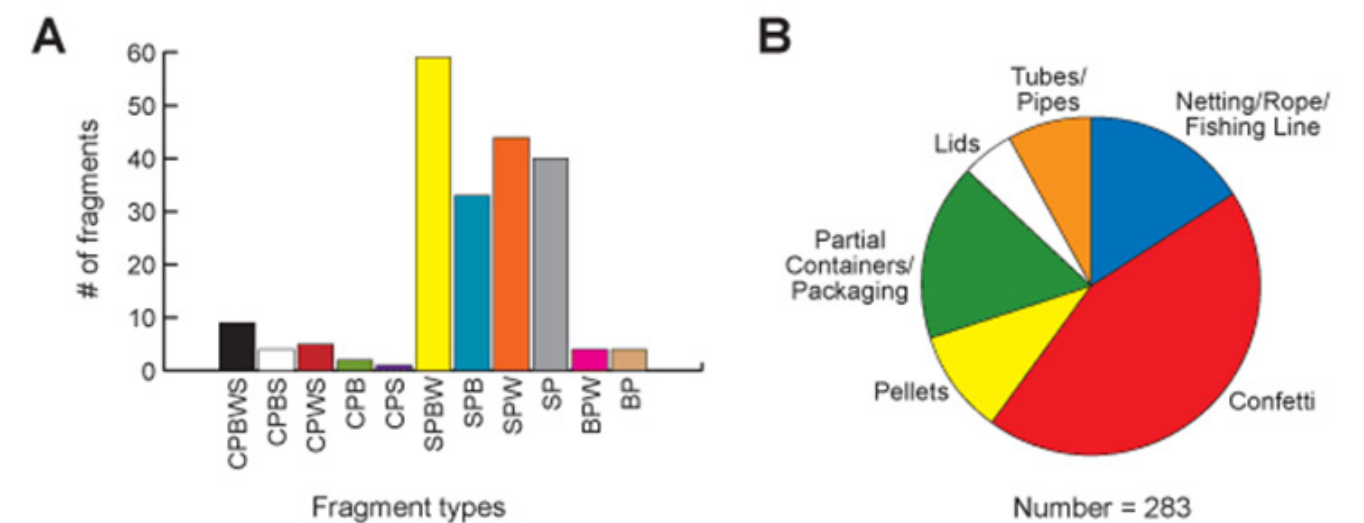 A
# of fragments
60
50
40
30
20
10
0
CPBWS
CPBS
CPWS
CPB
CPS
SPBW
SPB
SPW
SP
BPW
BP
Fragment types
B
Tubes/
Pipes
Netting/Rope/
Fishing Line
Lids
Partial
Containers/
Packaging
Pellets
Confetti
Number = 283